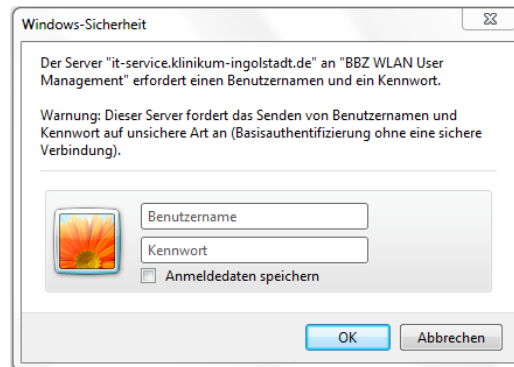 Windows-Sicherheit
Der Server "it-service.klinikum-ingolstadt.de" an "BBZ WLAN User
Management" erfordert einen Benutzernamen und ein Kennwort.
Warnung: Dieser Server fordert das Senden von Benutzernamen und
Kennwort auf unsichere Art an (Basisauthentifizierung ohne eine sichere
Verbindung).
Benutzername
Kennwort
Anmeldedaten speichern
OK Abbrechen